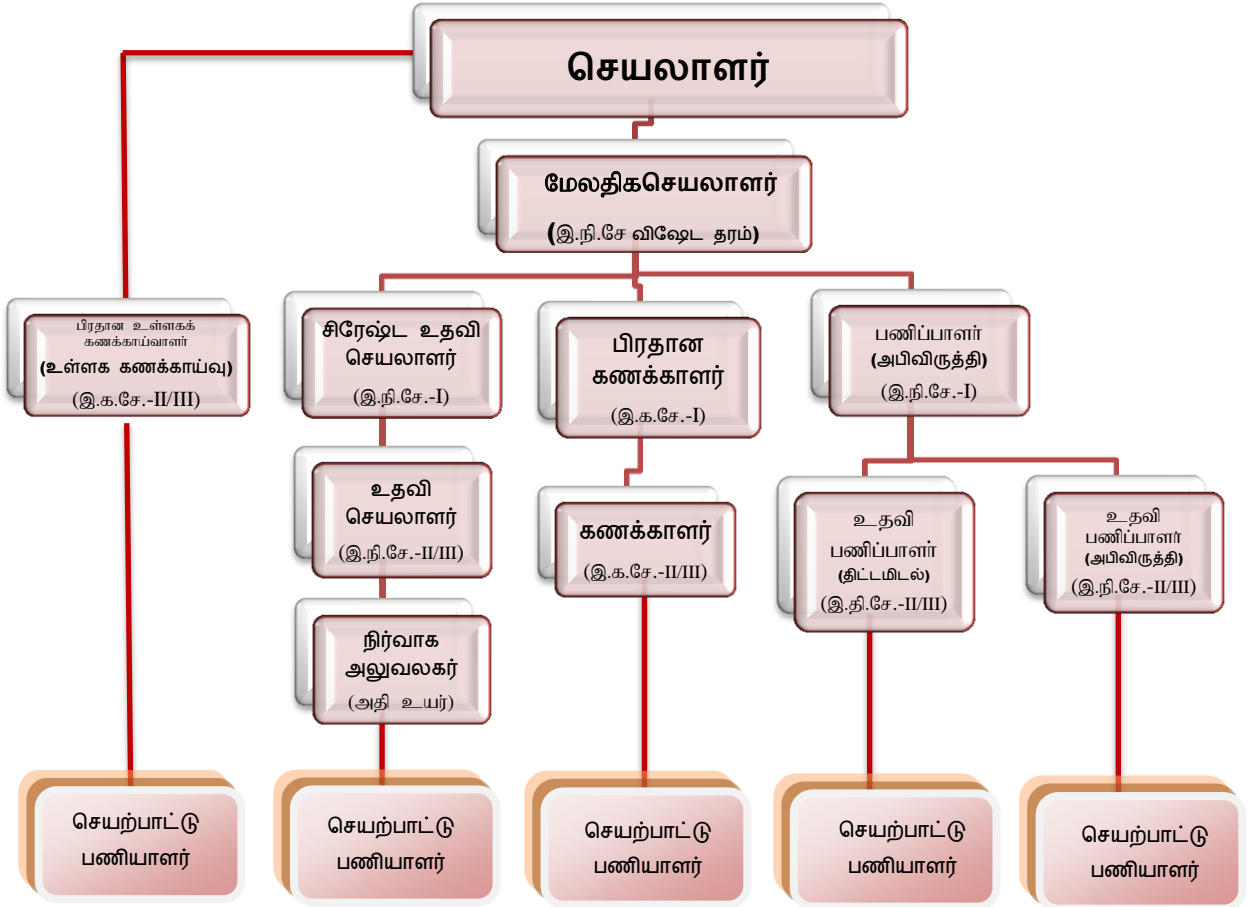 செயலாளர்
மேலதிகசெயலாளர்
(இ.நி.சே விஷேட தரம்)
பிரதான உள்ளகக்
கணக்காய்வாளர்
(உள்ளக கணக்காய்வு)
(இ.க.சே.-II/III)
சிரேஷ்ட உதவி
செயலாளர்
(இ.நி.சே.-I)
பிரதான
கணக்காளர்
(இ.க.சே.-I)
பணிப்பாளர்
(அபிவிருத்தி)
(இ.நி.சே.-I)
உதவி
செயலாளர்
(இ.நி.சே.-II/III)
கணக்காளர்
(இ.க.சே.-II/III)
உதவி
பணிப்பாளர்
(திட்டமிடல்)
(இ.தி.சே.-II/III)
உதவி
பணிப்பாளர்
(அபிவிருத்தி)
(இ.நி.சே.-II/III)
நிர்வாக
அலுவலகர்
(அதி உயர்)
செயற்பாட்டு
பணியாளர்
செயற்பாட்டு
பணியாளர்
செயற்பாட்டு
பணியாளர்
செயற்பாட்டு
பணியாளர்
செயற்பாட்டு
பணியாளர்